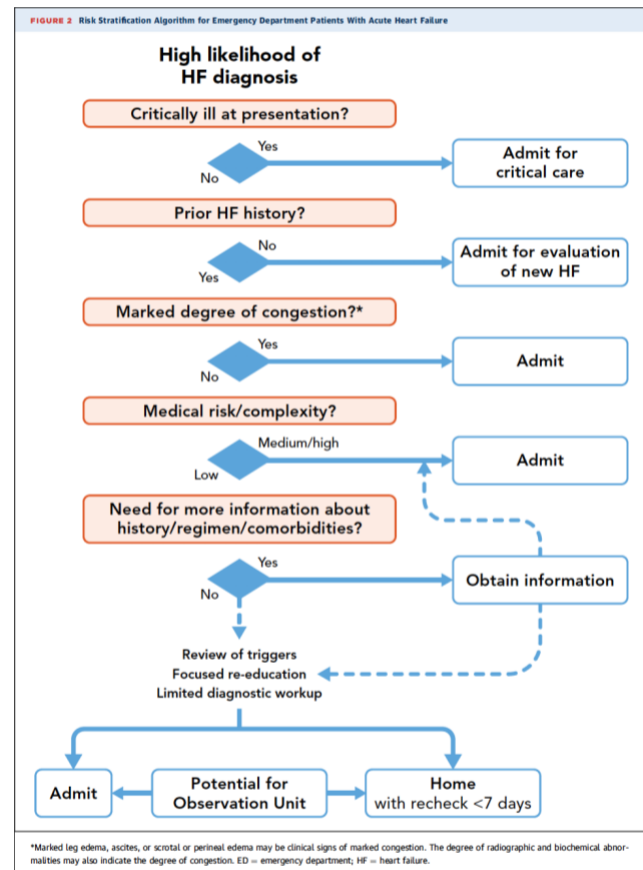 FIGURE 2 Risk Stratification Algorithm for Emergency Department Patients With Acute Heart Failure
High likelihood of
HF diagnosis
Critically ill at presentation?
Yes
No
Admit for
critical care
Prior HF history?
No
Yes
Admit for evaluation
of new HF
Marked degree of congestion?*
Yes
No
Admit
Medical risk/complexity?
Medium/high
Low
Admit
Need for more information about
history/regimen/comorbidities?
Yes
No
Obtain information
Review of triggers
Focused re-education
Limited diagnostic workup
Admit
Potential for
Observation Unit
Home
with recheck <7 days
*Marked leg edema, ascites, or scrotal or perineal edema may be clinical signs of marked congestion. The degree of radiographic and biochemical abnor-
malities may also indicate the degree of congestion. ED = emergency department; HF = heart failure.